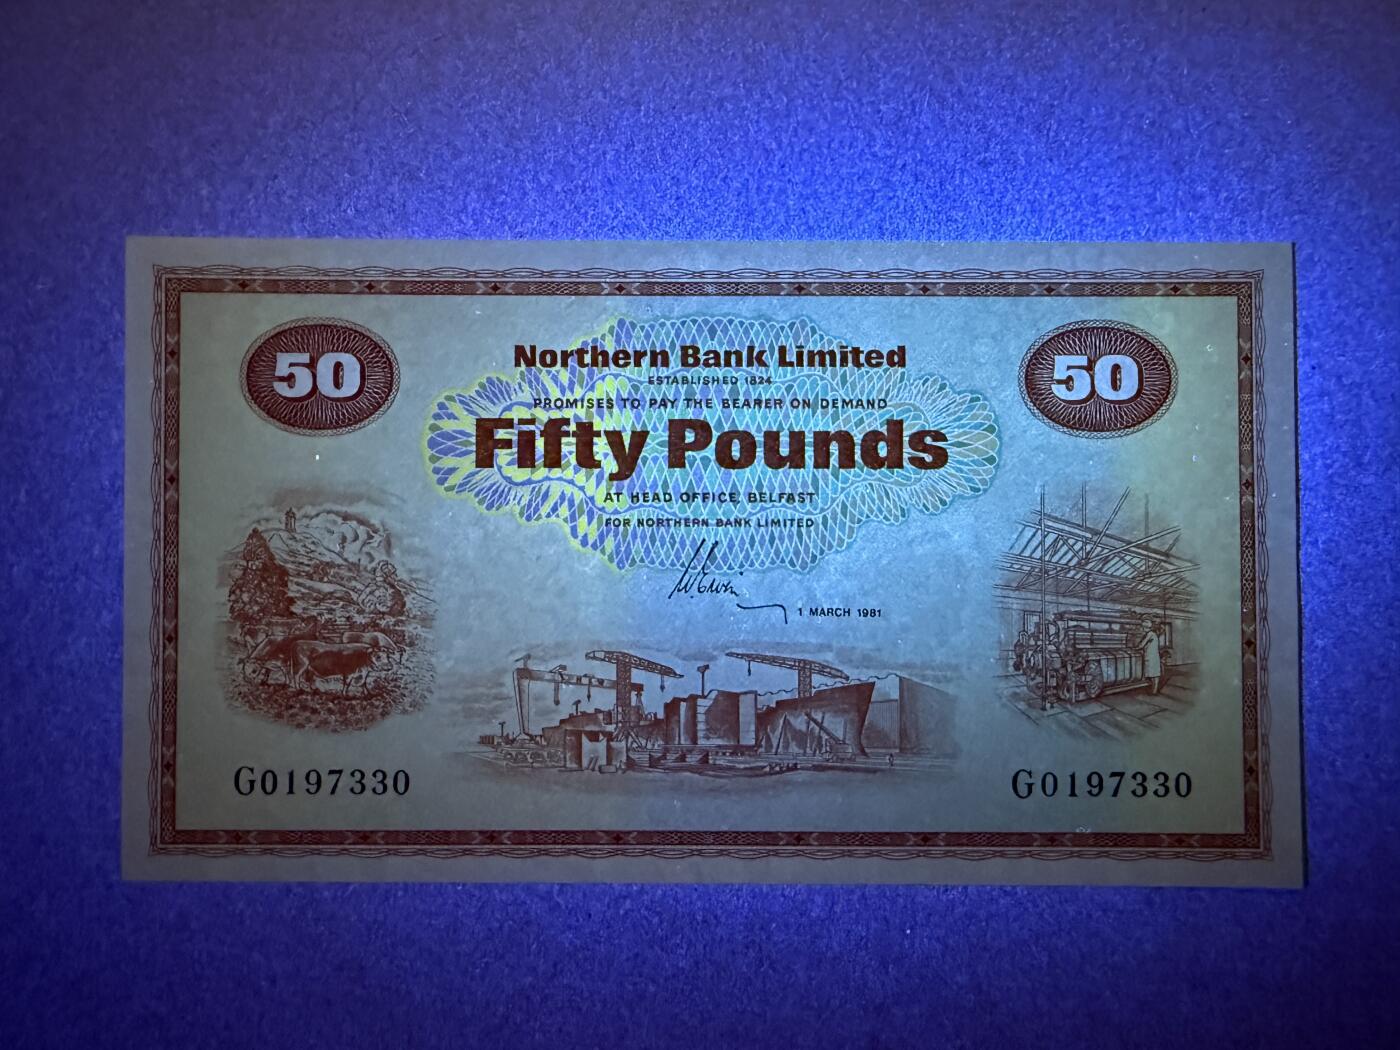 50
50
Northern Bank Limited
ESTABLISHED 1824
PROMISES TO PAY THE BEARER ON DEMAND
Fifty Pounds
AT HEAD OFFICE, BELFAST
FOR NORTHERN BANK LIMITED
1 MARCH 1981
G0197330
G0197330